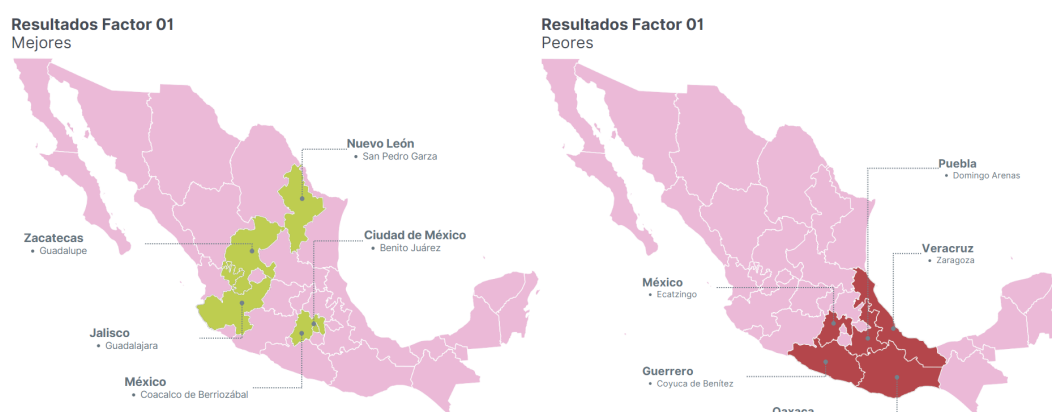 Resultados Factor 01
Mejores
Nuevo León
• San Pedro Garza
Ciudad de México
• Benito Juárez
Zacatecas
• Guadalupe
Jalisco
• Guadalajara
México
• Coacalco de Berriozábal
Resultados Factor 01
Peores
Puebla
• Domingo Arenas
Veracruz
• Zaragoza
México
• Ecatzingo
Guerrero
• Coyuca de Benítez
Oaxaca